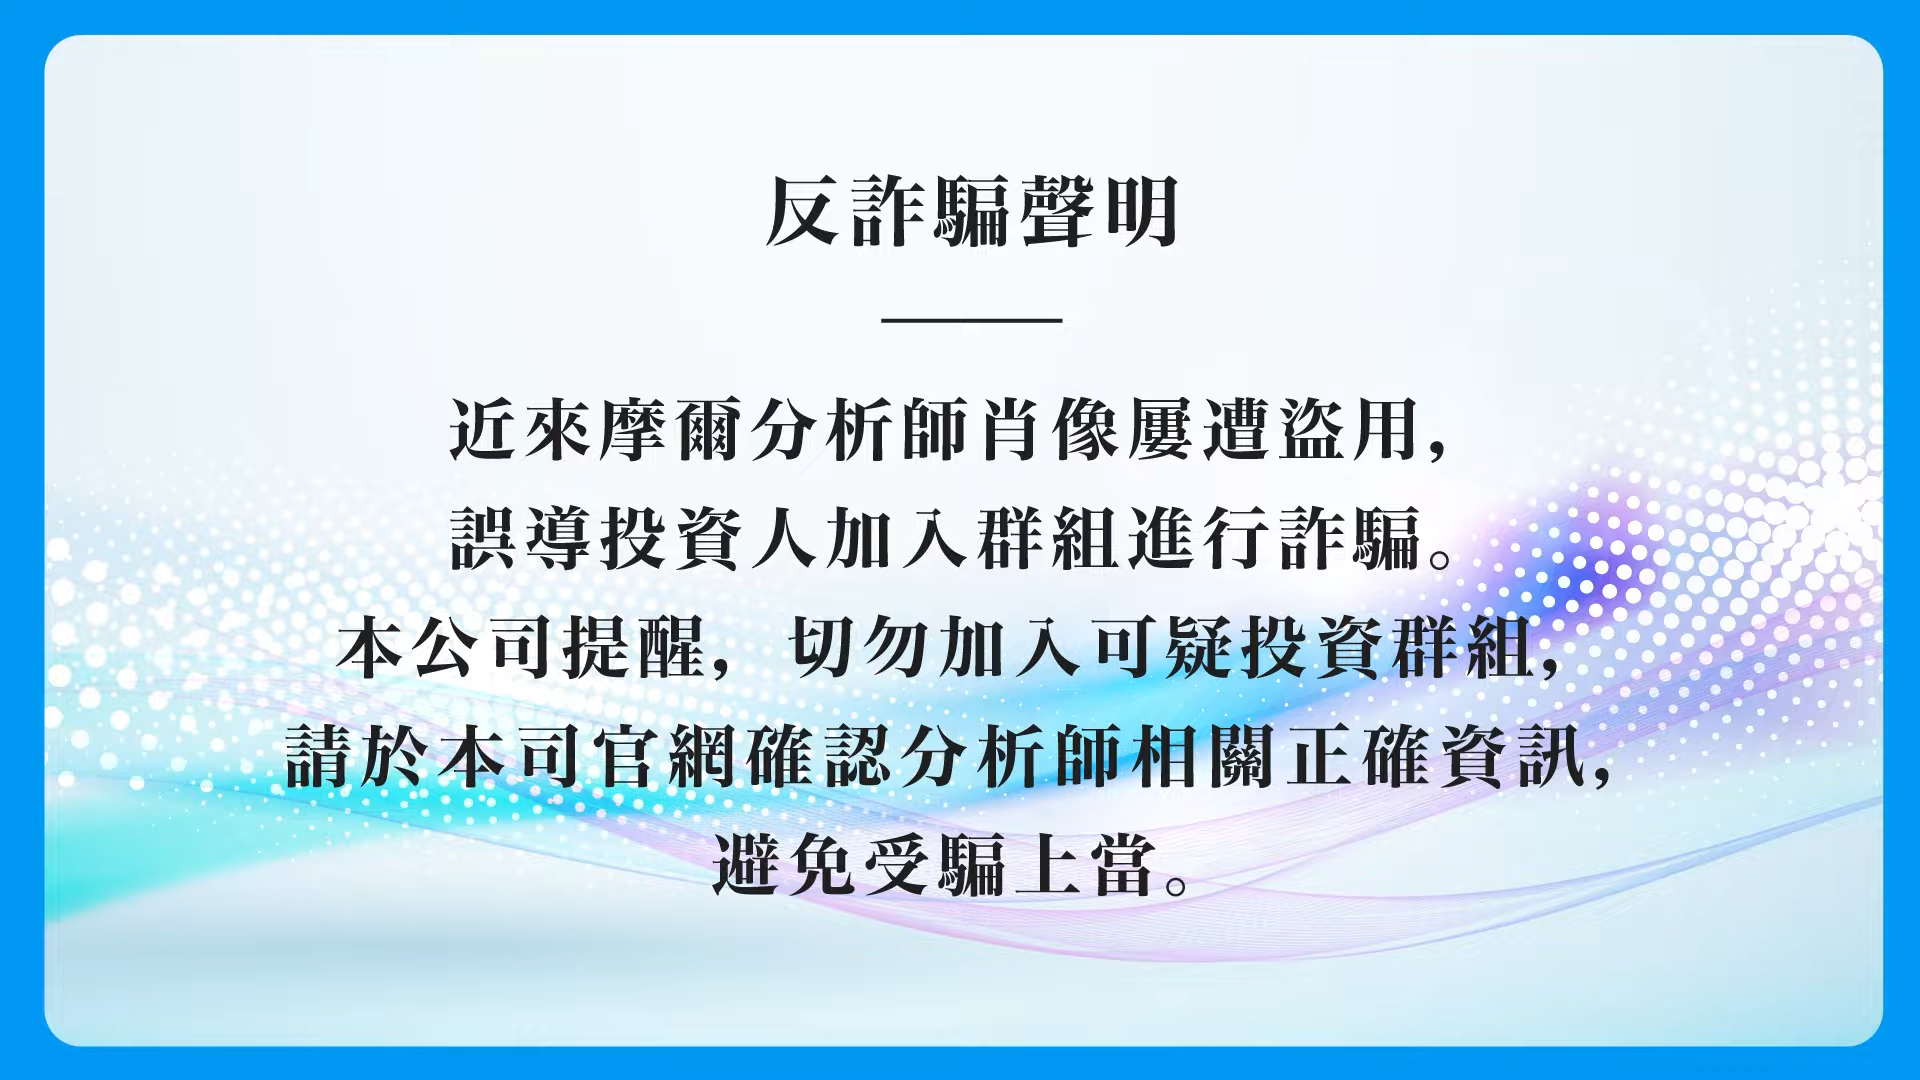 反詐騙聲明
近來摩爾分析師肖像屢遭盜用，
誤導投資人加入群組進行詐騙。
本公司提醒，切勿加入可疑投資群組，
請於本司官網確認分析師相關正確資訊，
避免受騙上當。